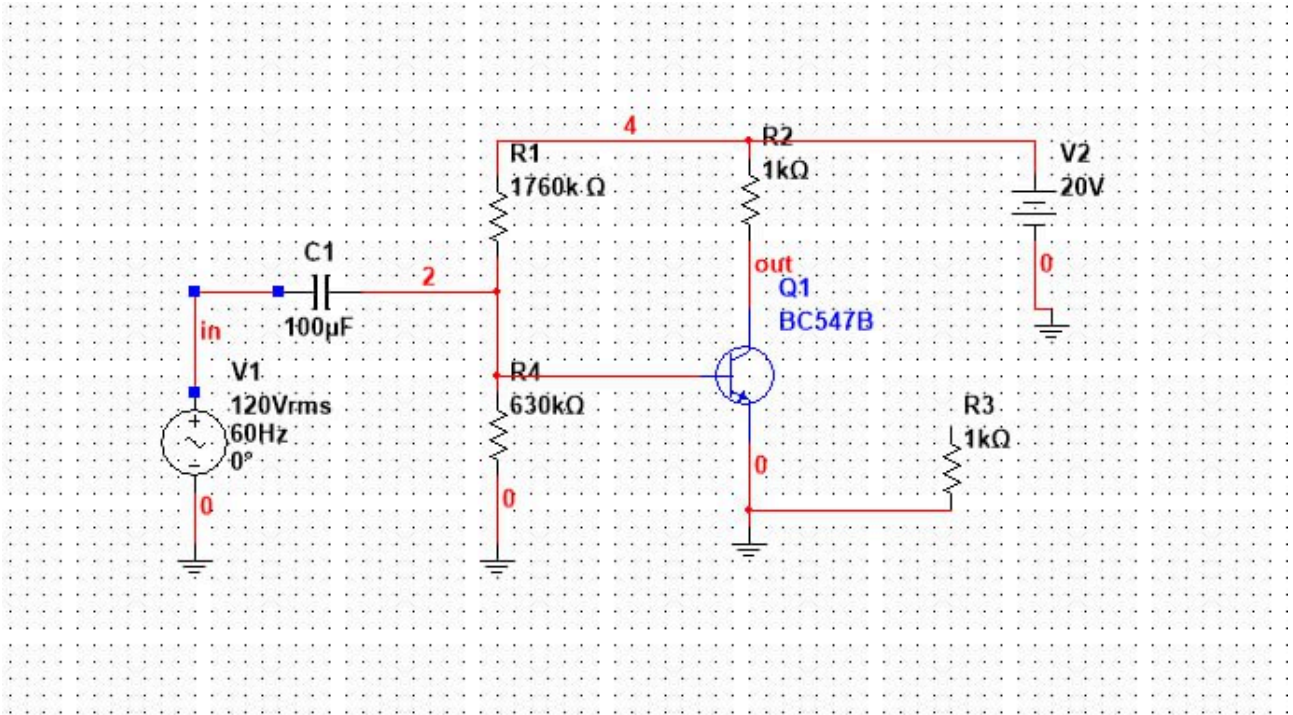 4
R1
1760k Ω
R2
1kΩ
V2
20V
0
C1
100µF
2
out
Q1
BC547B
in
V1
120Vrms
60Hz
0°
0
R4
630kΩ
0
0
R3
1kΩ